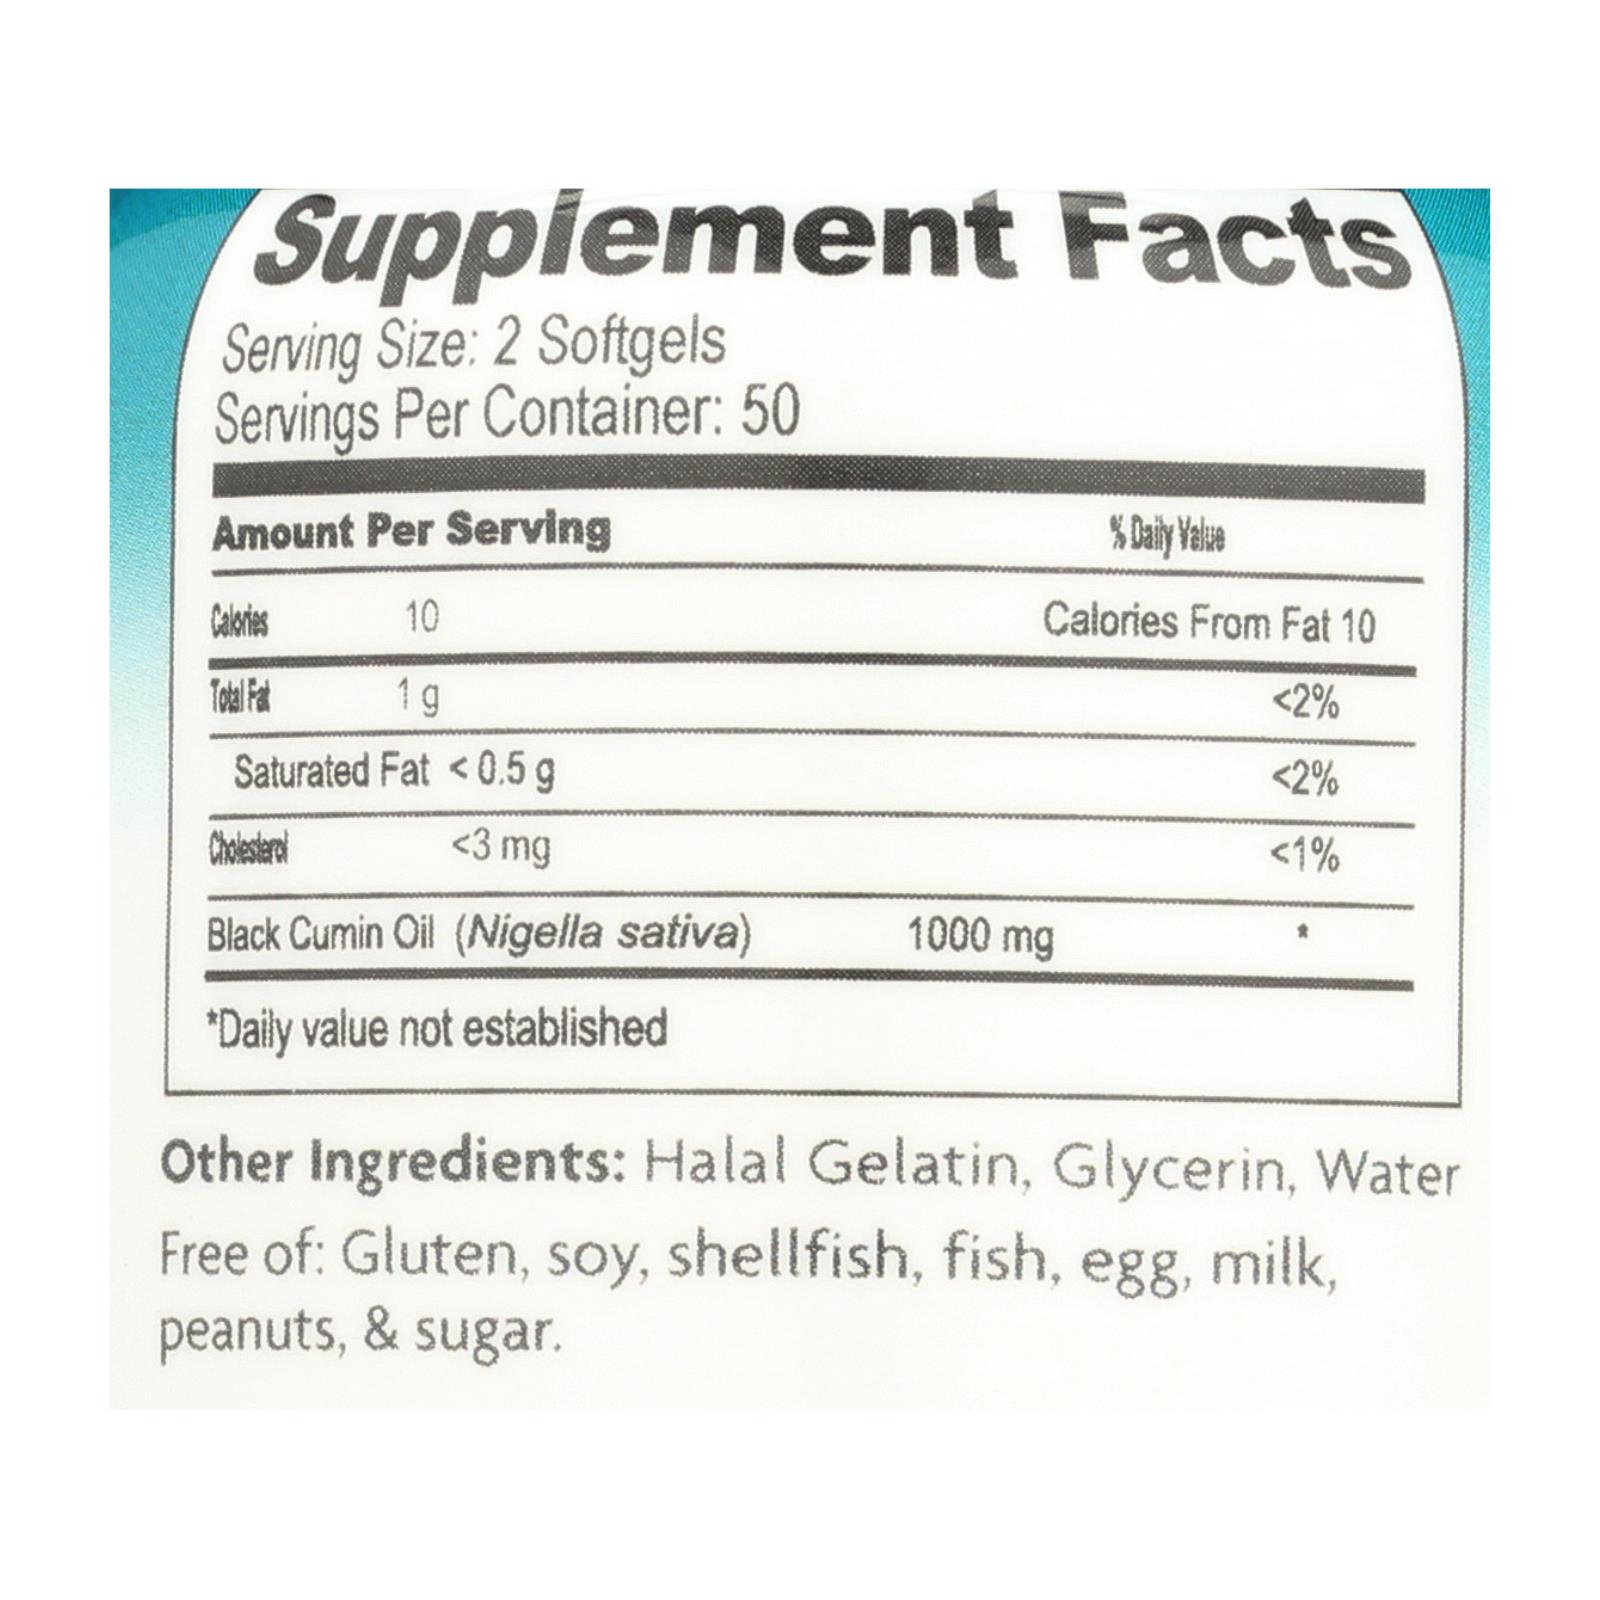 Supplement Facts
Serving Size: 2 Softgels
Servings Per Container: 50
Amount Per Serving % Daily Value
Calories 10 Calories From Fat 10
Total Fat 1 g <2%
Saturated Fat < 0.5 g <2%
Cholesterol <3 mg <1%
Black Cumin Oil (Nigella sativa) 1000 mg *
*Daily value not established
Other Ingredients: Halal Gelatin, Glycerin, Water
Free of: Gluten, soy, shellfish, fish, egg, milk,
peanuts, & sugar.